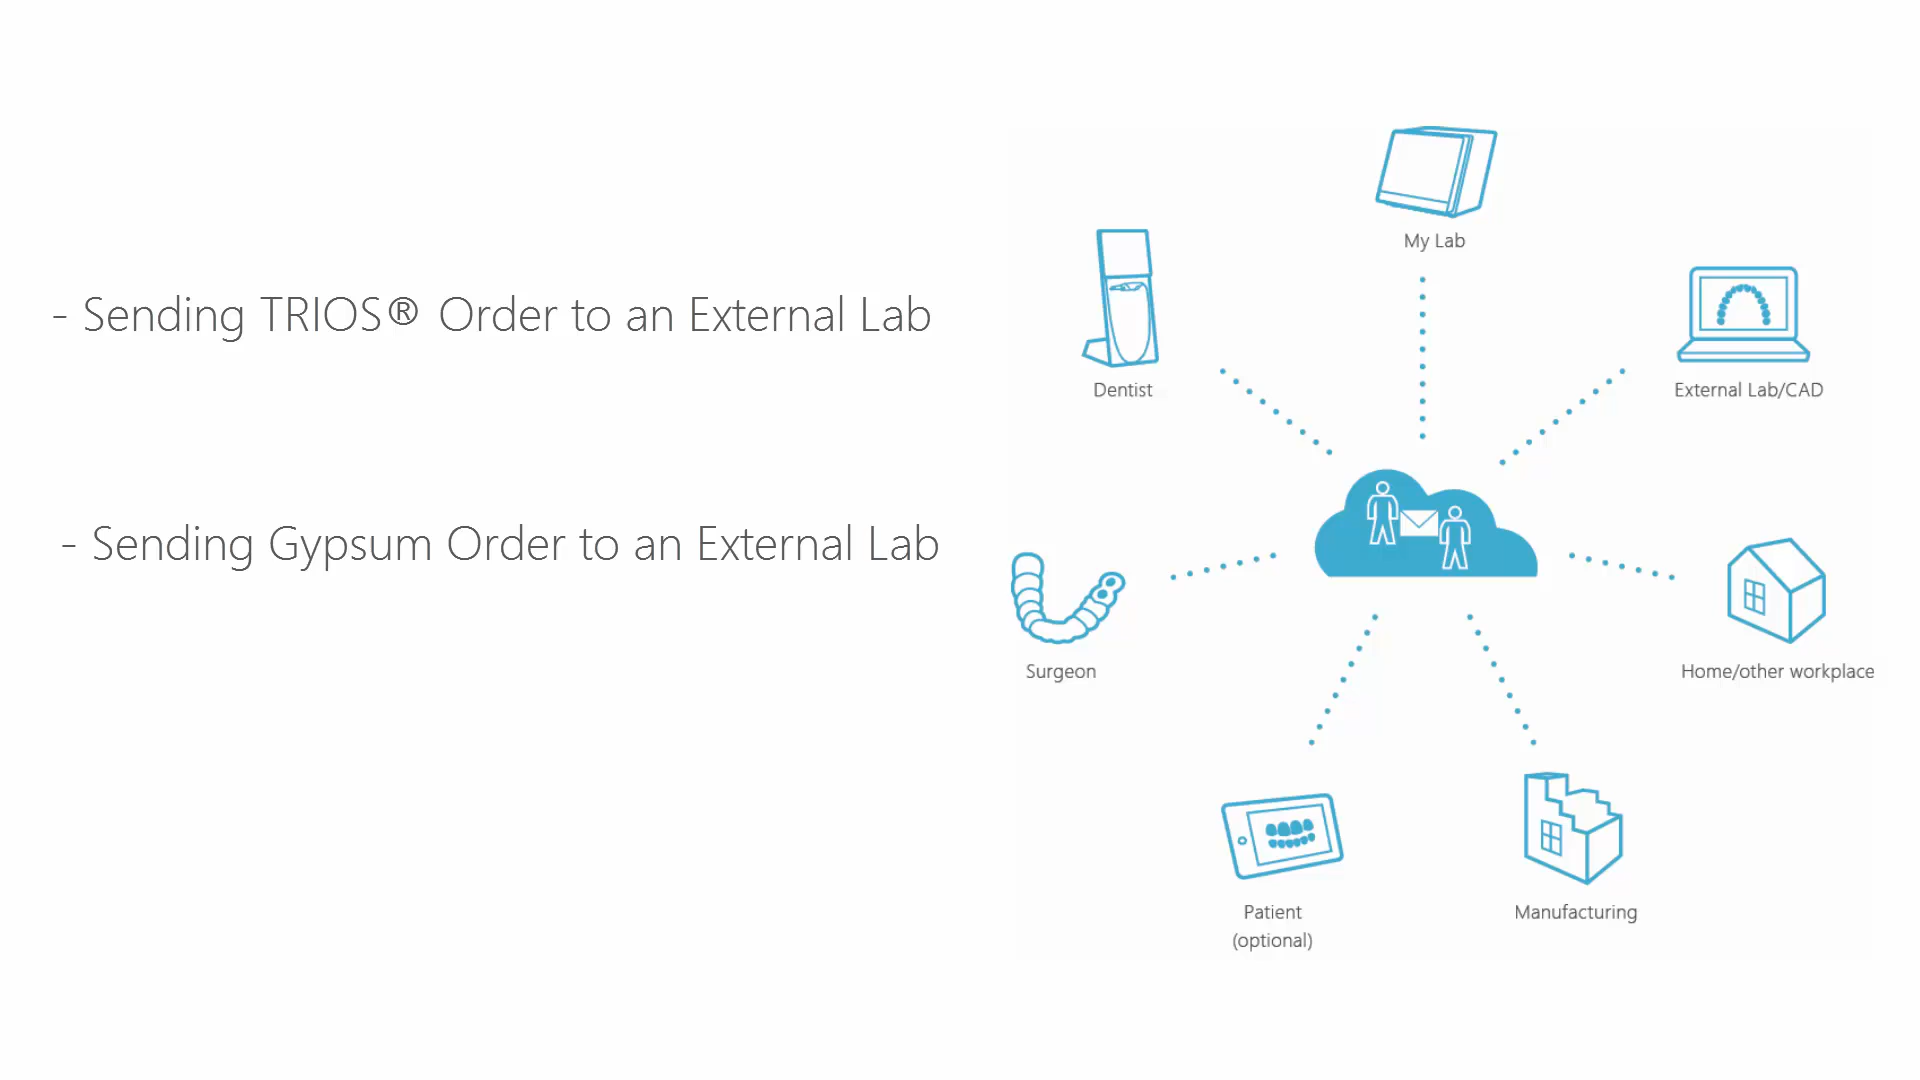 - Sending TRIOS® Order to an External Lab
- Sending Gypsum Order to an External Lab
My Lab
Dentist
External Lab/CAD
Surgeon
Home/other workplace
Patient
(optional)
Manufacturing